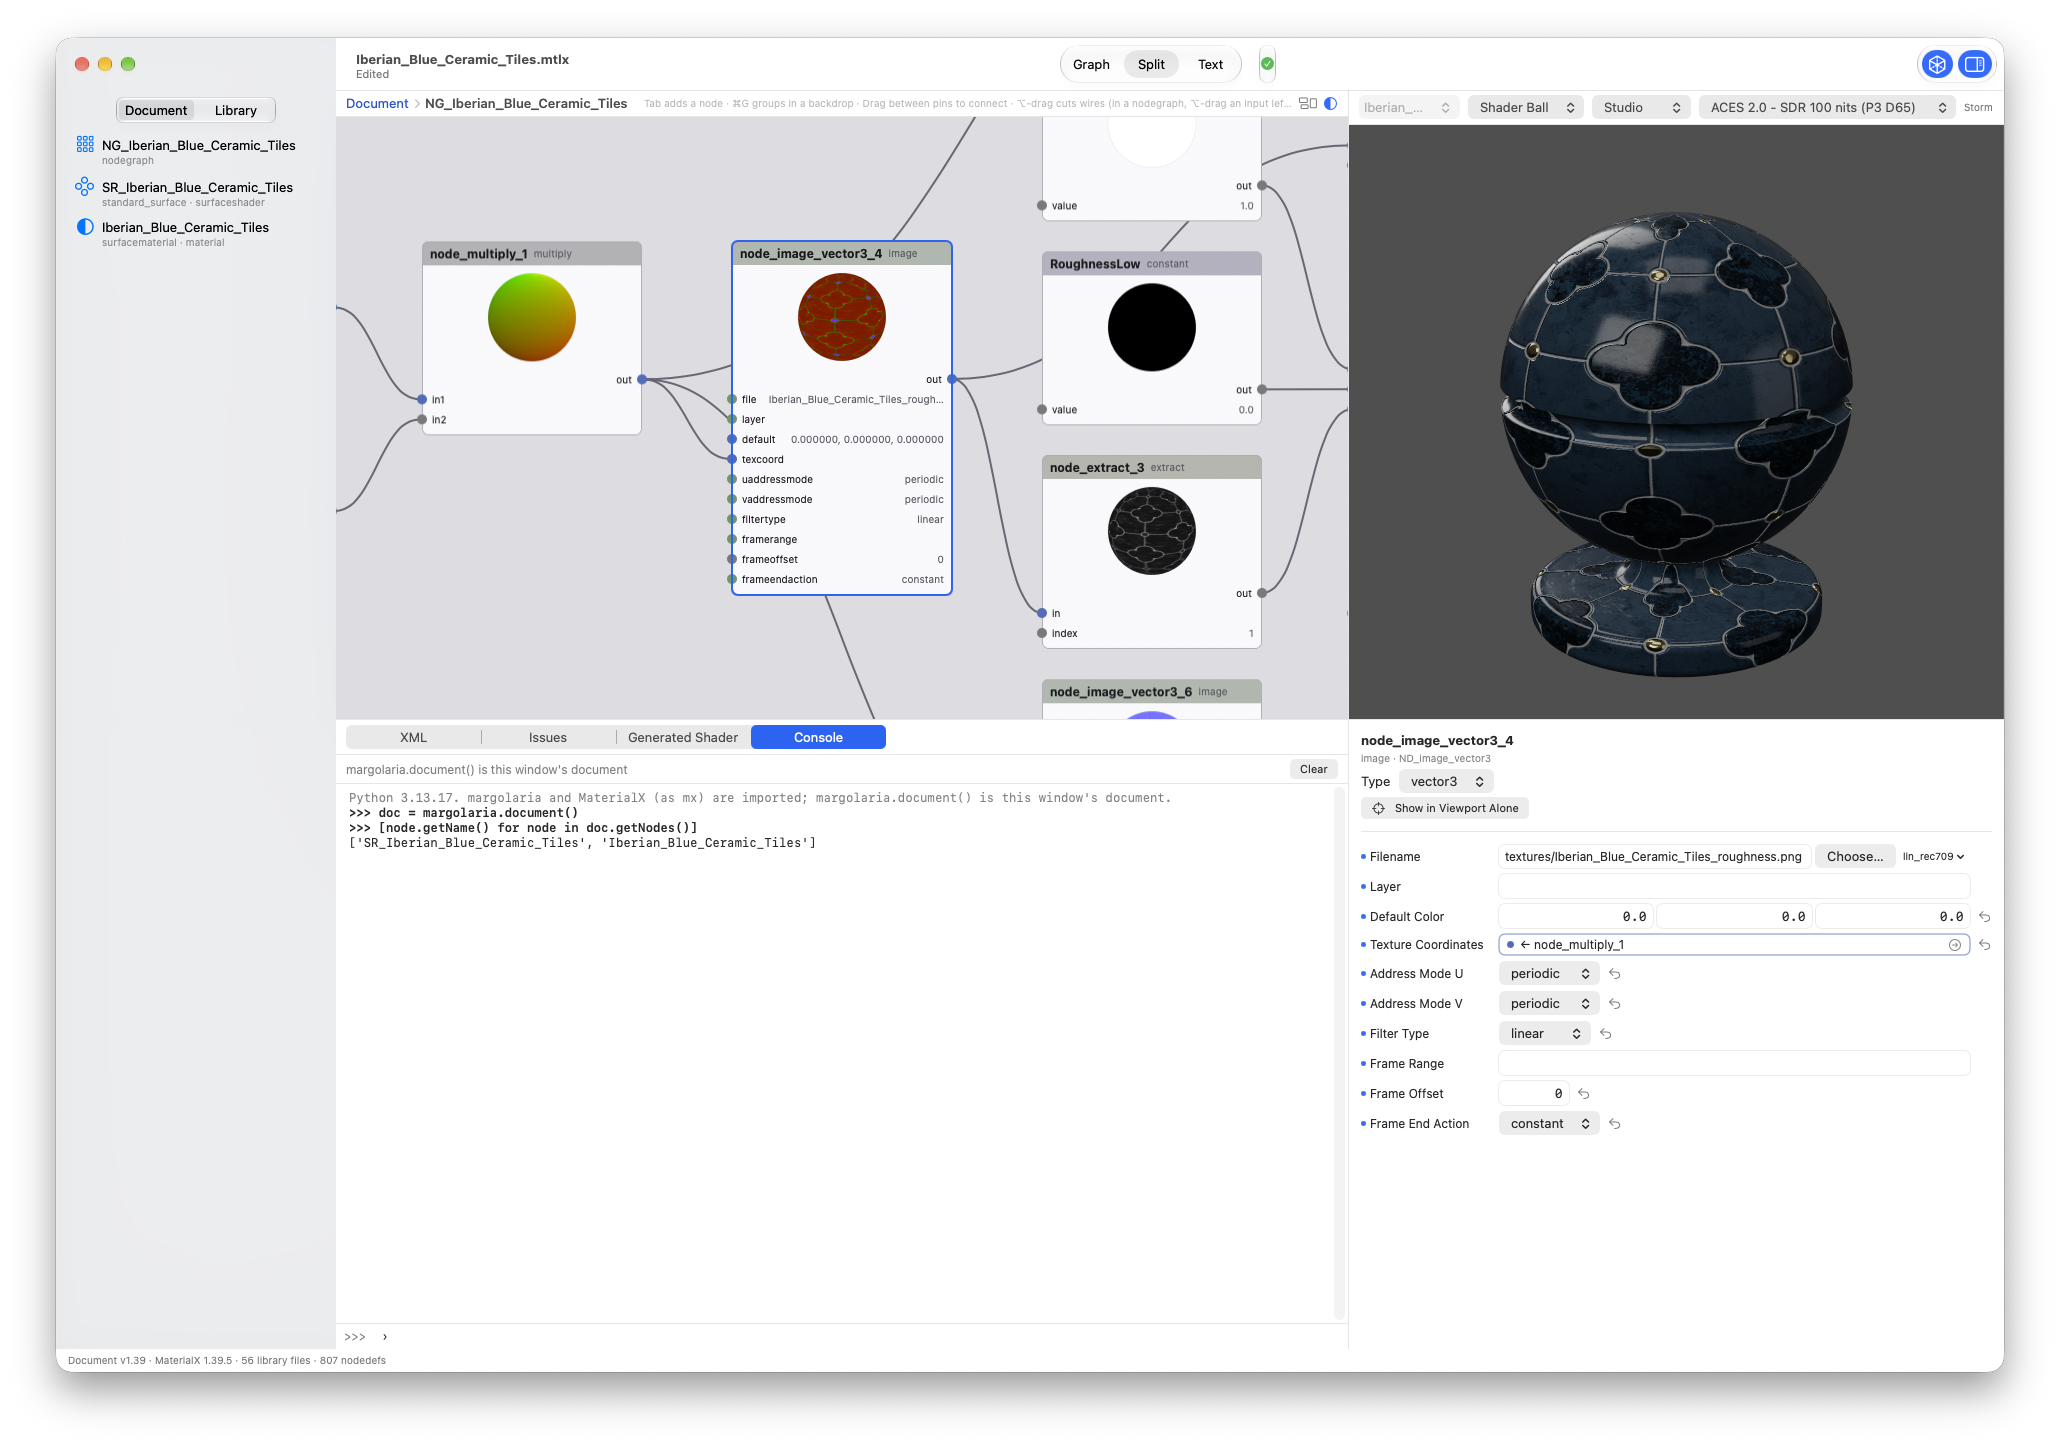 Iberian_Blue_Ceramic_Tiles.mtlx
Edited
Graph
Split
Text
Document
Library
NG_Iberian_Blue_Ceramic_Tiles
nodegraph
SR_Iberian_Blue_Ceramic_Tiles
standard_surface · surfaceshader
Iberian_Blue_Ceramic_Tiles
surfacematerial · material
Document › NG_Iberian_Blue_Ceramic_Tiles
Tab adds a node · ⌘G groups in a backdrop · Drag between pins to connect · ⌥-drag cuts wires (in a nodegraph, ⌥-drag an input lef...
Iberian_...
Shader Ball
Studio
ACES 2.0 - SDR 100 nits (P3 D65)
Storm
node_multiply_1 multiply
out
in1
in2
node_image_vector3_4 image
out
file Iberian_Blue_Ceramic_Tiles_rough...
layer
default 0.000000, 0.000000, 0.000000
texcoord
uaddressmode periodic
vaddressmode periodic
filtertype linear
framerange
frameoffset 0
frameendaction constant
out
value 1.0
RoughnessLow constant
out
value 0.0
node_extract_3 extract
out
in
index 1
node_image_vector3_6 image
XML
Issues
Generated Shader
Console
margolaria.document() is this window's document
Clear
Python 3.13.17. margolaria and MaterialX (as mx) are imported; margolaria.document() is this window's document.
>>> doc = margolaria.document()
>>> [node.getName() for node in doc.getNodes()]
['SR_Iberian_Blue_Ceramic_Tiles', 'Iberian_Blue_Ceramic_Tiles']
>>> ›
node_image_vector3_4
image · ND_image_vector3
Type vector3
Show in Viewport Alone
Filename textures/Iberian_Blue_Ceramic_Tiles_roughness.png Choose... lin_rec709
Layer
Default Color 0.0 0.0 0.0
Texture Coordinates ← node_multiply_1
Address Mode U periodic
Address Mode V periodic
Filter Type linear
Frame Range
Frame Offset 0
Frame End Action constant
Document v1.39 · MaterialX 1.39.5 · 56 library files · 807 nodedefs